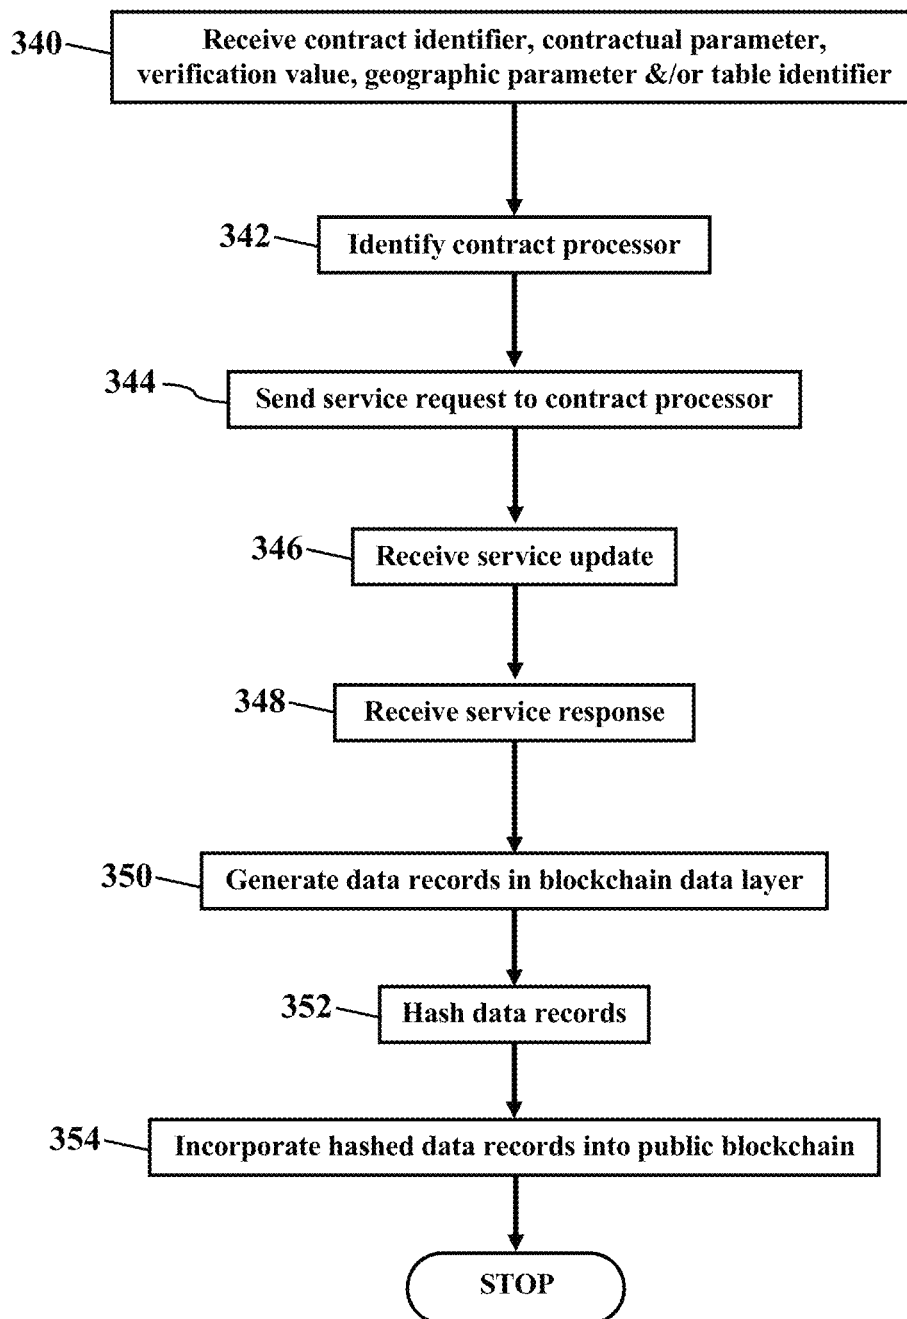 340
Receive contract identifier, contractual parameter,
verification value, geographic parameter &/or table identifier
342
Identify contract processor
344
Send service request to contract processor
346
Receive service update
348
Receive service response
350
Generate data records in blockchain data layer
352
Hash data records
354
Incorporate hashed data records into public blockchain
STOP